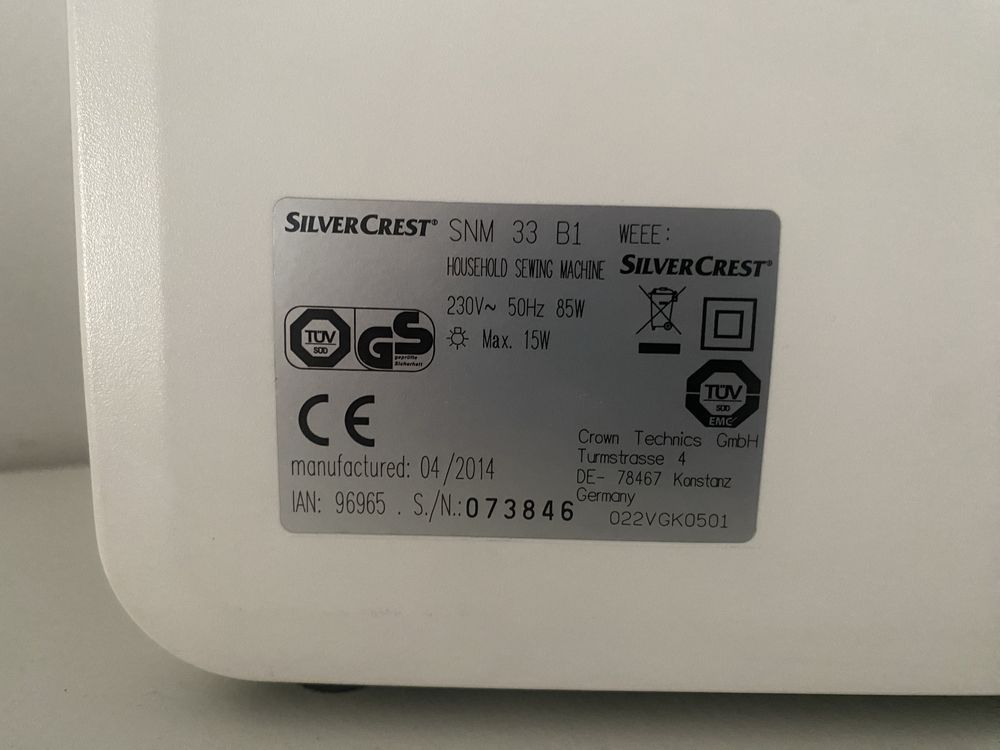 SILVERCREST® SNM 33 B1 WEEE:
HOUSEHOLD SEWING MACHINE SILVERCREST®
230V~ 50Hz 85W
Max. 15W
TÜV
SÜD
GS
geprüfte
Sicherheit
TÜV
SÜD
EMC
CE
Crown Technics GmbH
Turmstrasse 4
DE- 78467 Konstanz
Germany
manufactured: 04/2014
IAN: 96965 . S./N.:073846
022VGK0501